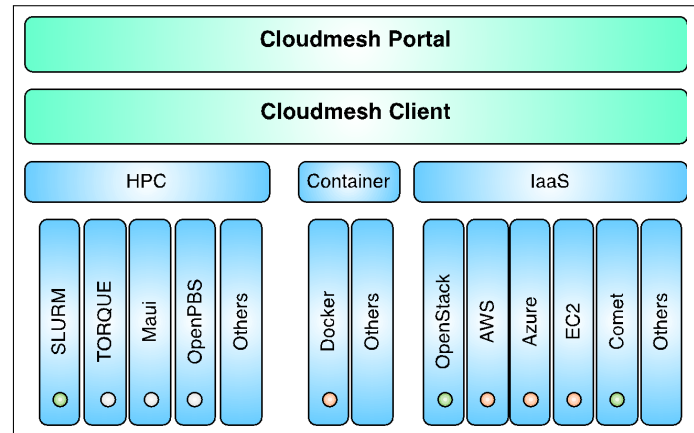 Cloudmesh Portal
Cloudmesh Client
HPC
Container
IaaS
SLURM
TORQUE
Maui
OpenPBS
Others
Docker
Others
OpenStack
AWS
Azure
EC2
Comet
Others